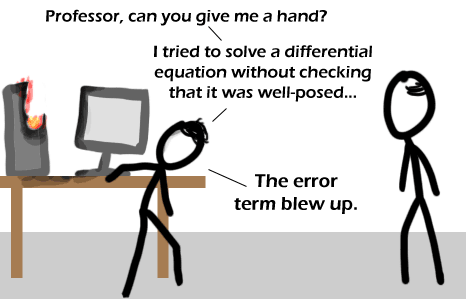 Professor, can you give me a hand?
I tried to solve a differential
equation without checking
that it was well-posed...
The error
term blew up.